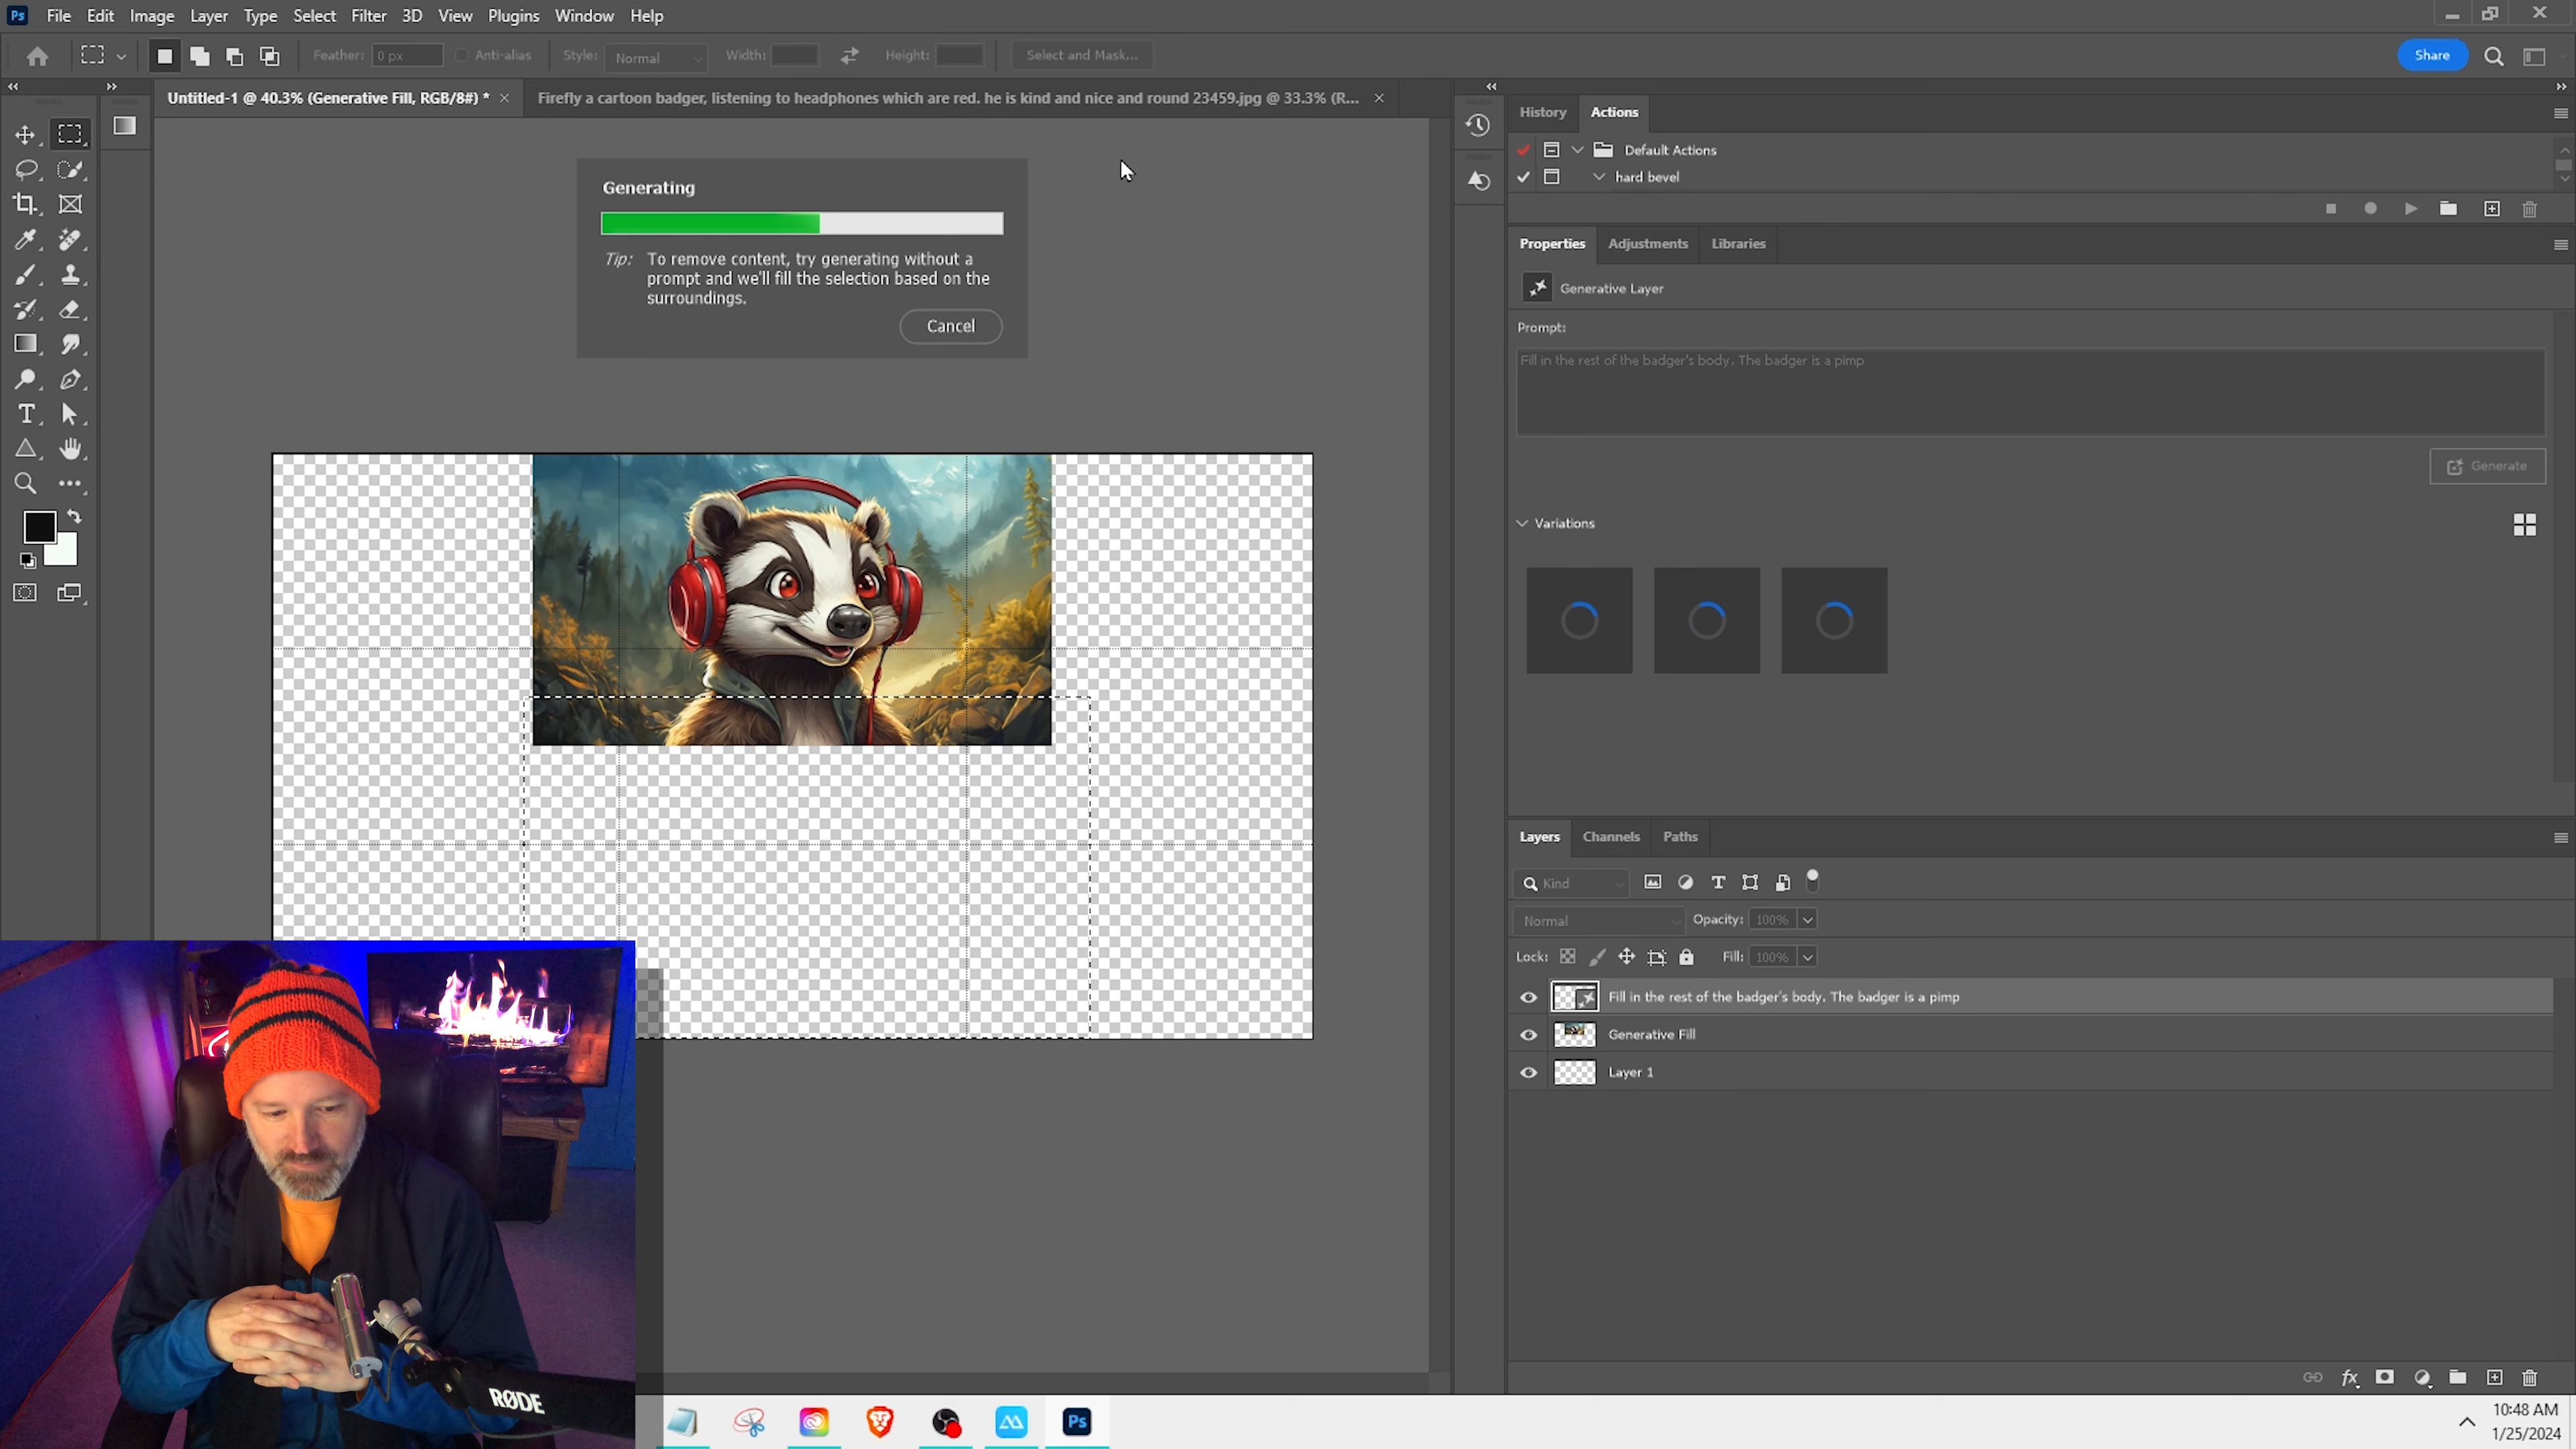 Ps File Edit Image Layer Type Select Filter 3D View Plugins Window Help
Feather: 0 px Anti-alias Style: Normal Width: Height: Select and Mask... Share
Untitled-1 @ 40.3% (Generative Fill, RGB/8#) * × Firefly a cartoon badger, listening to headphones which are red. he is kind and nice and round 23459.jpg @ 33.3% (R... ×
History Actions
Default Actions
hard bevel
Generating
Tip: To remove content, try generating without a
prompt and we'll fill the selection based on the
surroundings.
Cancel
Properties Adjustments Libraries
Generative Layer
Prompt:
Fill in the rest of the badger's body. The badger is a pimp
Generate
Variations
Layers Channels Paths
Kind
Normal Opacity: 100%
Lock: Fill: 100%
Fill in the rest of the badger's body. The badger is a pimp
Generative Fill
Layer 1
fx
RØDE
Ps
10:48 AM
1/25/2024